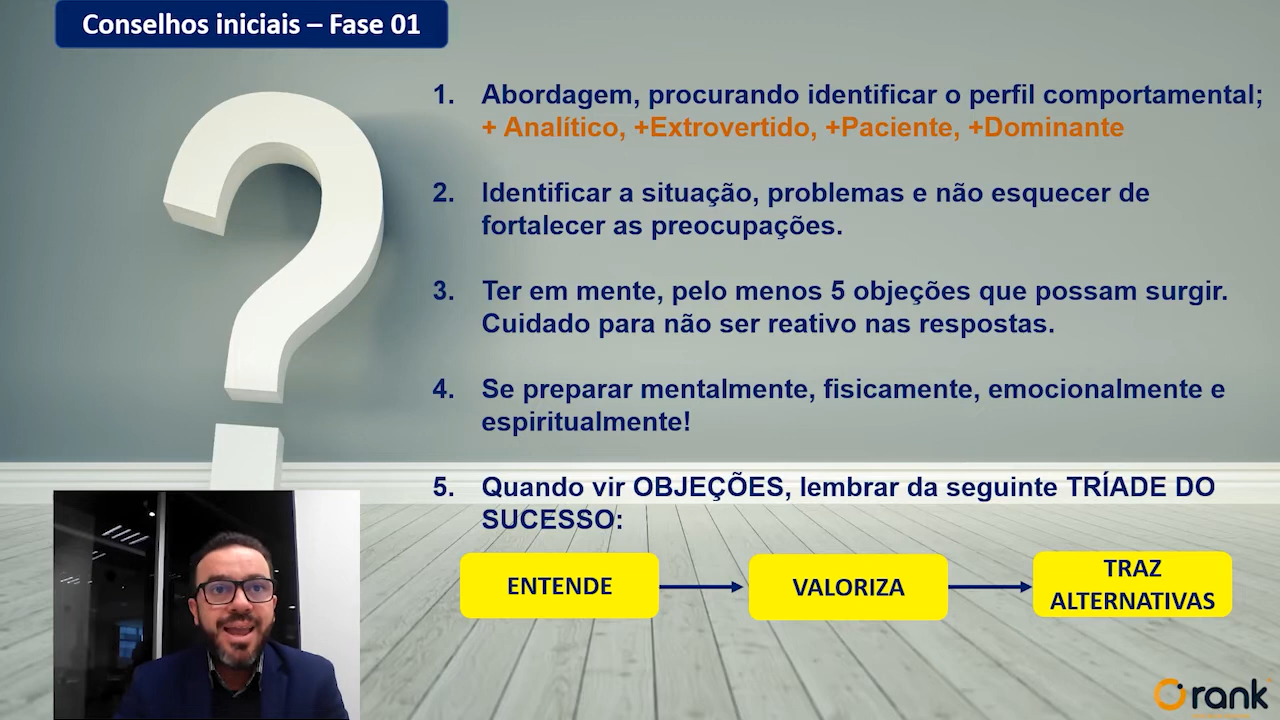 Conselhos iniciais – Fase 01
1. Abordagem, procurando identificar o perfil comportamental;
+ Analítico, +Extrovertido, +Paciente, +Dominante
2. Identificar a situação, problemas e não esquecer de
fortalecer as preocupações.
3. Ter em mente, pelo menos 5 objeções que possam surgir.
Cuidado para não ser reativo nas respostas.
4. Se preparar mentalmente, fisicamente, emocionalmente e
espiritualmente!
5. Quando vir OBJEÇÕES, lembrar da seguinte TRÍADE DO
SUCESSO:
ENTENDE
VALORIZA
TRAZ
ALTERNATIVAS
rank